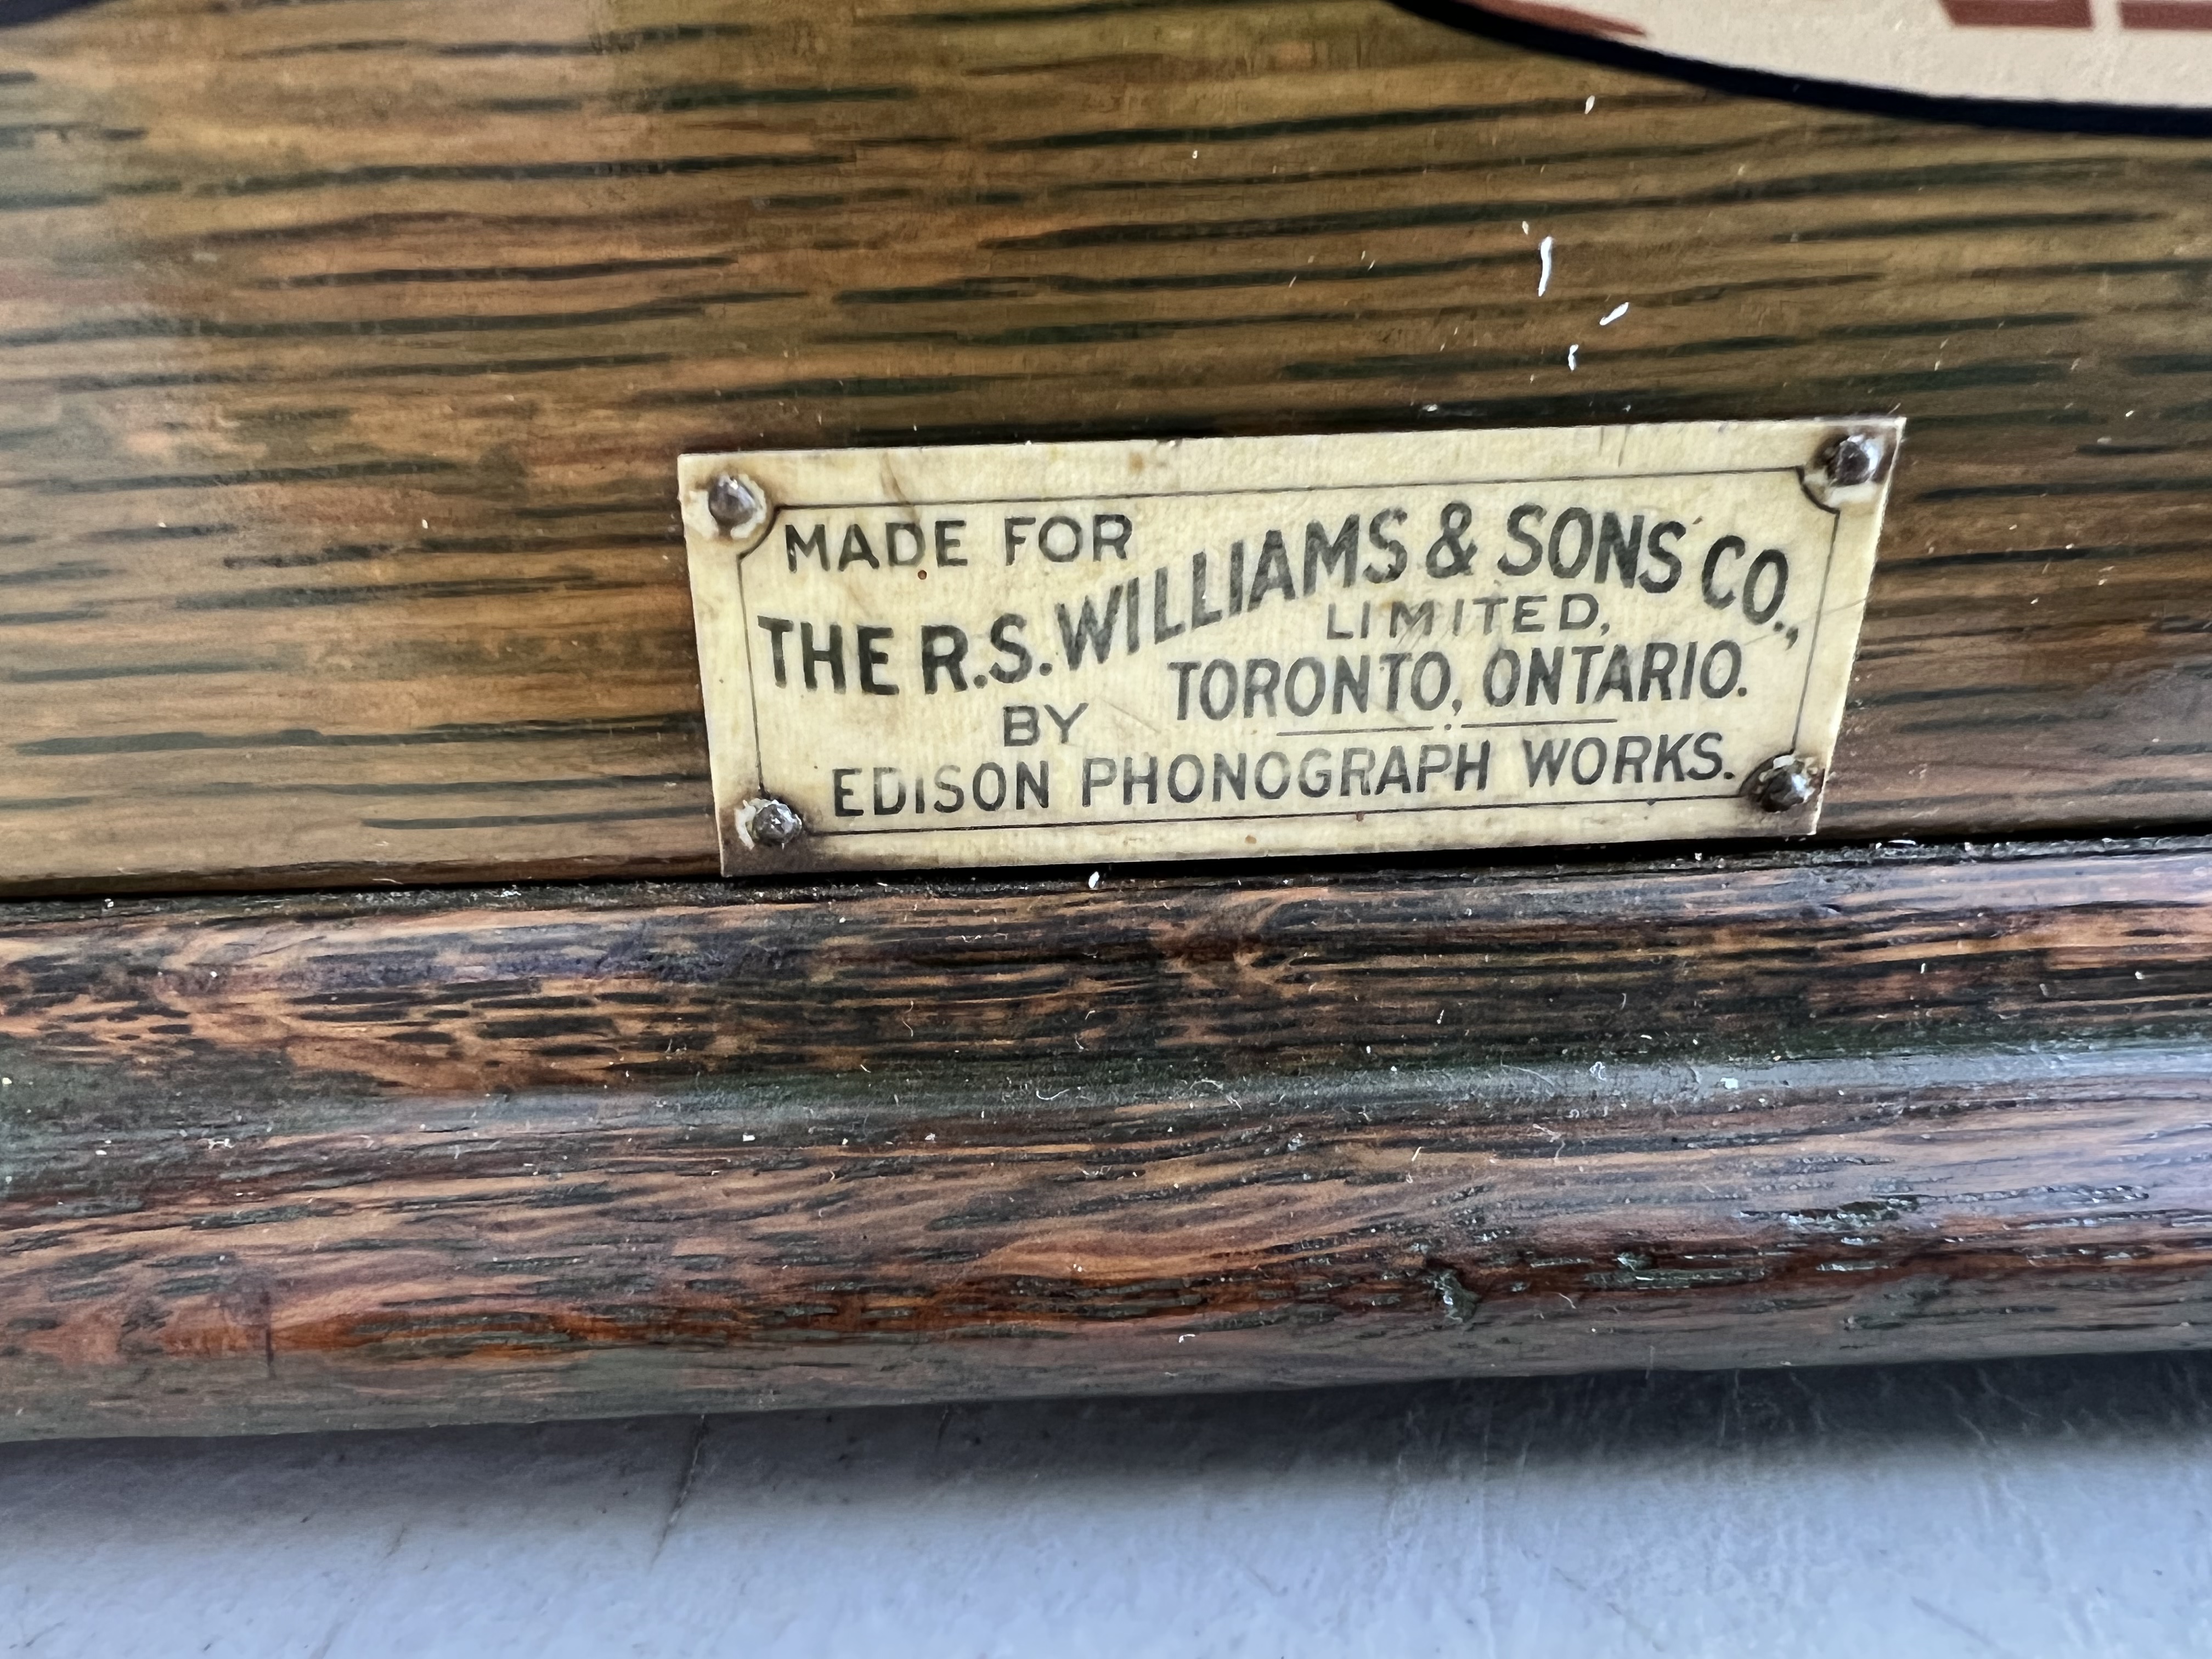 MADE FOR
THE R.S. WILLIAMS & SONS CO.,
LIMITED,
TORONTO, ONTARIO.
BY
EDISON PHONOGRAPH WORKS.